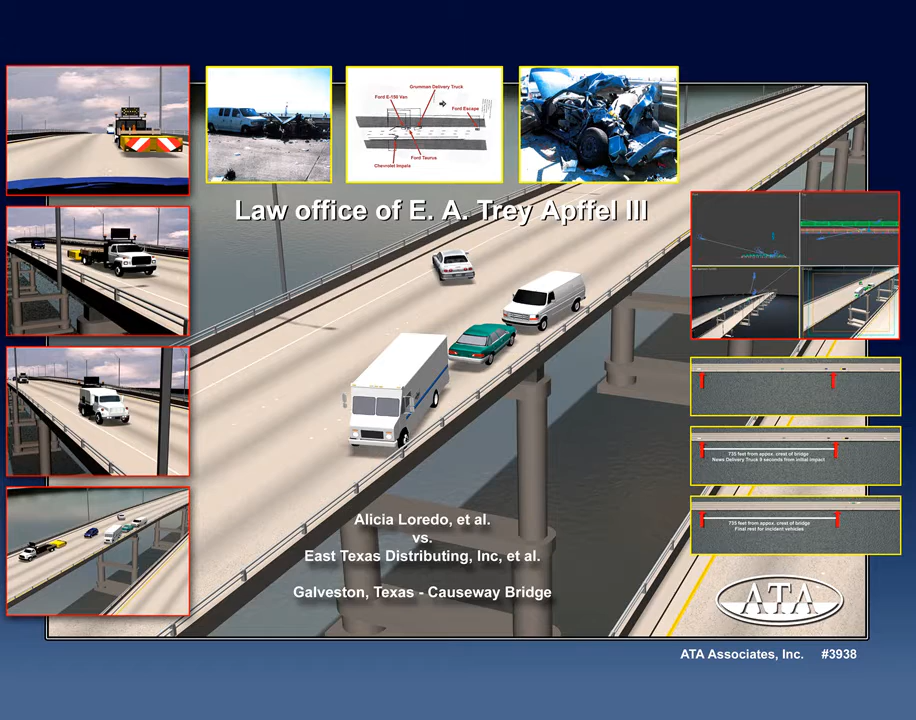 Grumman Delivery Truck
Ford E-150 Van
Ford Escape
Ford Taurus
Chevrolet Impala
Law office of E. A. Trey Apffel III
735 feet from appox. crest of bridge
News Delivery Truck 9 seconds from initial impact
735 feet from appox. crest of bridge
Final rest for incident vehicles
Alicia Loredo, et al.
vs.
East Texas Distributing, Inc, et al.
Galveston, Texas - Causeway Bridge
ATA
ATA Associates, Inc. #3938